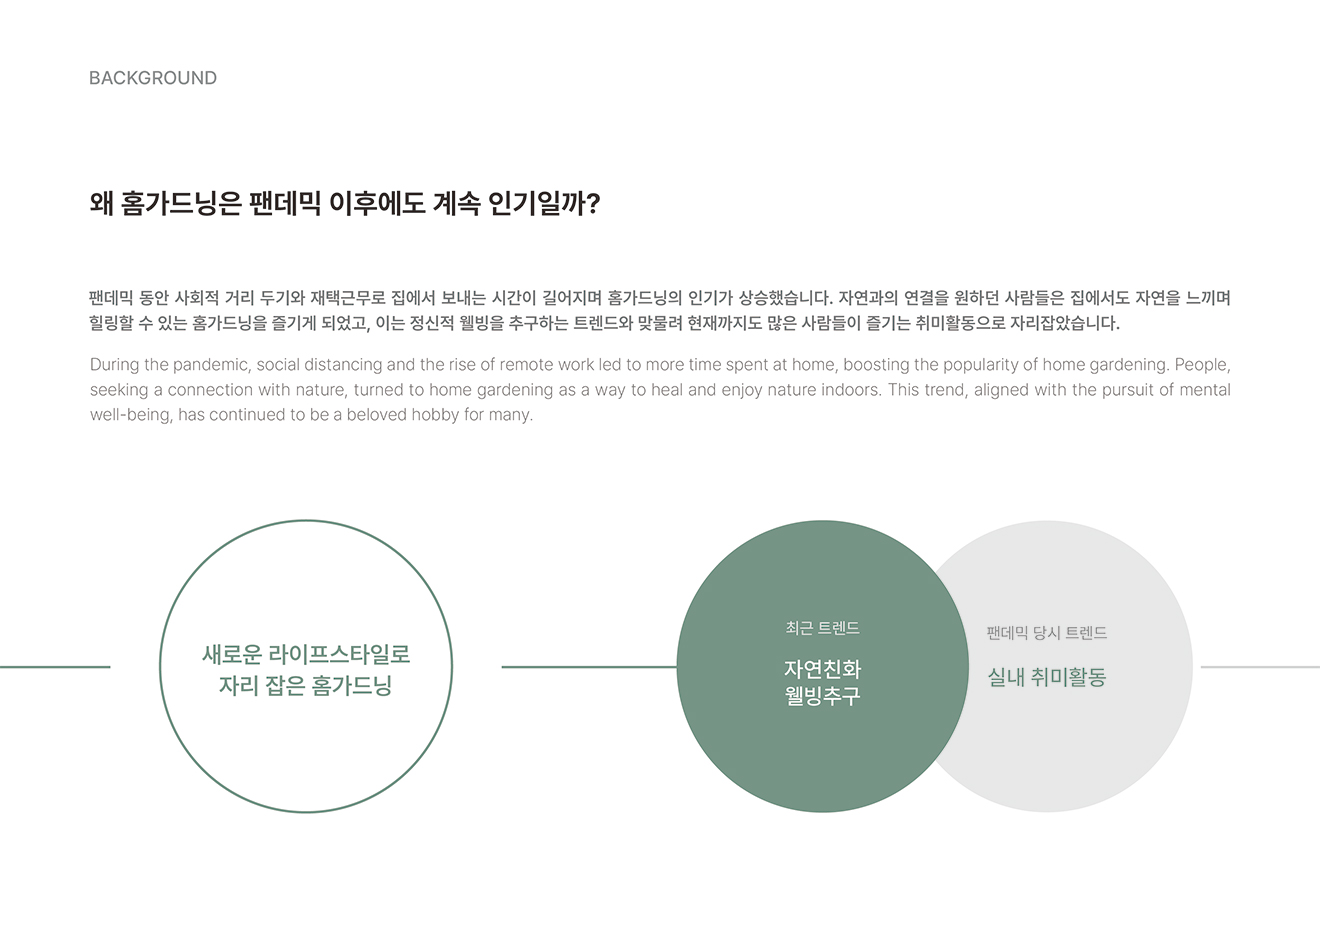 BACKGROUND
왜 홈가드닝은 팬데믹 이후에도 계속 인기일까?
팬데믹 동안 사회적 거리 두기와 재택근무로 집에서 보내는 시간이 길어지며 홈가드닝의 인기가 상승했습니다. 자연과의 연결을 원하던 사람들은 집에서도 자연을 느끼며
힐링할 수 있는 홈가드닝을 즐기게 되었고, 이는 정신적 웰빙을 추구하는 트렌드와 맞물려 현재까지도 많은 사람들이 즐기는 취미활동으로 자리잡았습니다.
During the pandemic, social distancing and the rise of remote work led to more time spent at home, boosting the popularity of home gardening. People,
seeking a connection with nature, turned to home gardening as a way to heal and enjoy nature indoors. This trend, aligned with the pursuit of mental
well-being, has continued to be a beloved hobby for many.
새로운 라이프스타일로
자리 잡은 홈가드닝
최근 트렌드
자연친화
웰빙추구
팬데믹 당시 트렌드
실내 취미활동